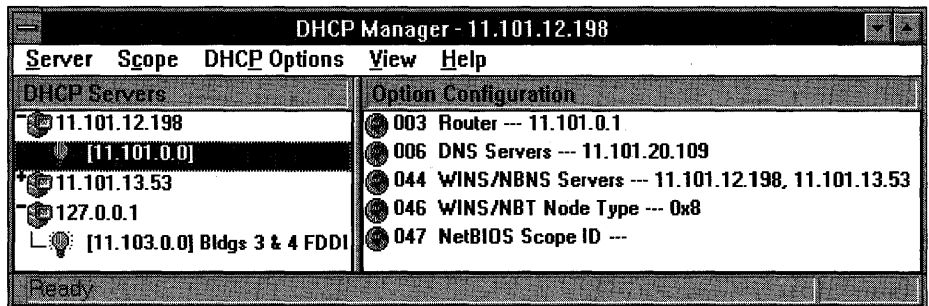 DHCP Manager - 11.101.12.198
Server Scope DHCP Options View Help
DHCP Servers
11.101.12.198
[11.101.0.0]
11.101.13.53
127.0.0.1
[11.103.0.0] Bldgs 3 & 4 FDDI
Option Configuration
003 Router --- 11.101.0.1
006 DNS Servers --- 11.101.20.109
044 WINS/NBNS Servers --- 11.101.12.198, 11.101.13.53
046 WINS/NBT Node Type --- 0x8
047 NetBIOS Scope ID ---
Ready